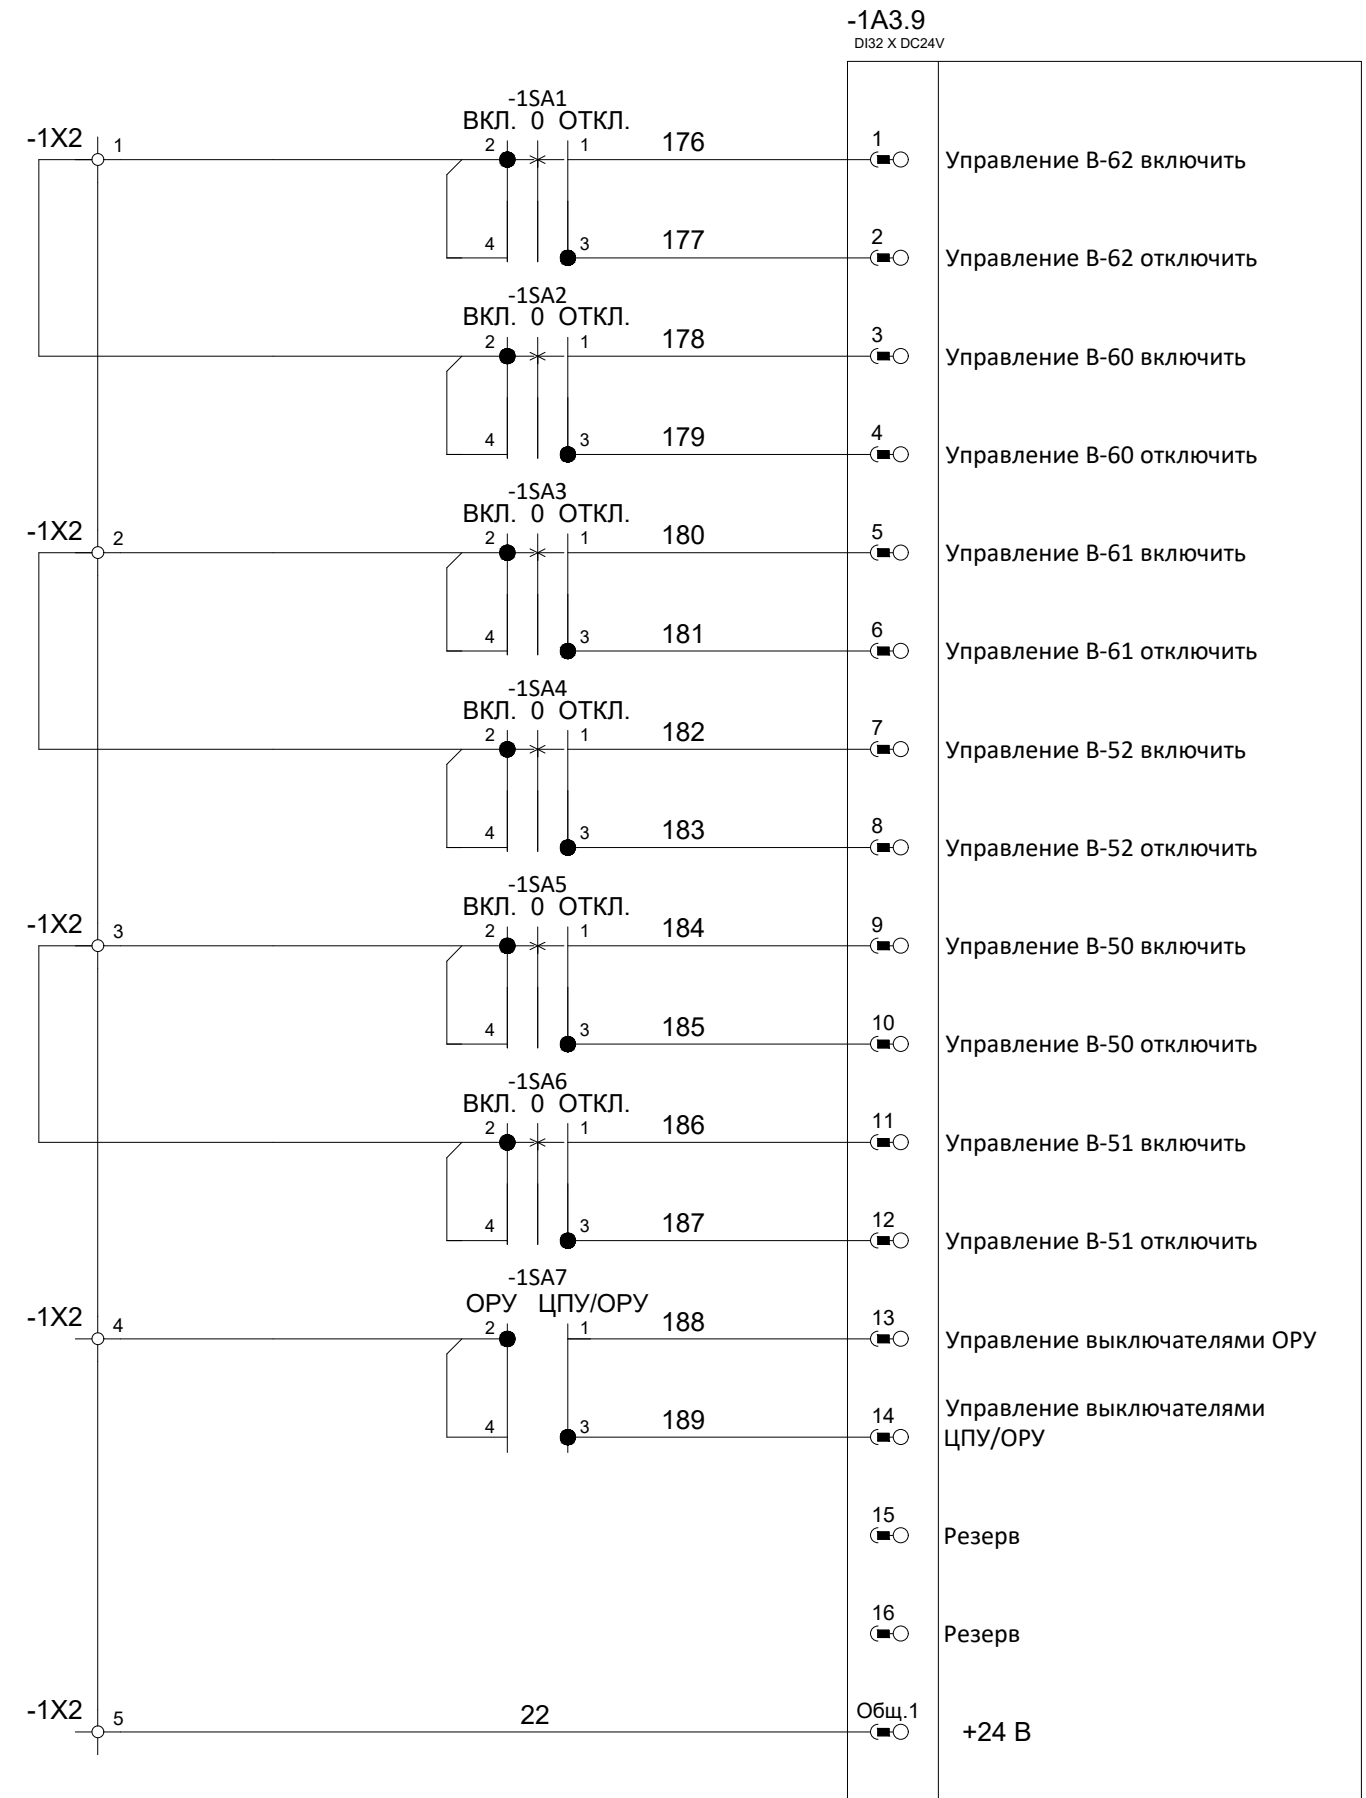 -1A3.9
DI32 X DC24V
-1SA1
ВКЛ. 0 ОТКЛ.
-1X2 1 2 1 176 1 Управление В-62 включить
4 3 177 2 Управление В-62 отключить
-1SA2
ВКЛ. 0 ОТКЛ.
2 1 178 3 Управление В-60 включить
4 3 179 4 Управление В-60 отключить
-1SA3
ВКЛ. 0 ОТКЛ.
-1X2 2 2 1 180 5 Управление В-61 включить
4 3 181 6 Управление В-61 отключить
-1SA4
ВКЛ. 0 ОТКЛ.
2 1 182 7 Управление В-52 включить
4 3 183 8 Управление В-52 отключить
-1SA5
ВКЛ. 0 ОТКЛ.
-1X2 3 2 1 184 9 Управление В-50 включить
4 3 185 10 Управление В-50 отключить
-1SA6
ВКЛ. 0 ОТКЛ.
2 1 186 11 Управление В-51 включить
4 3 187 12 Управление В-51 отключить
-1SA7
ОРУ ЦПУ/ОРУ
-1X2 4 2 1 188 13 Управление выключателями ОРУ
4 3 189 14 Управление выключателями
ЦПУ/ОРУ
15 Резерв
16 Резерв
-1X2 5 22 Общ.1 +24 В